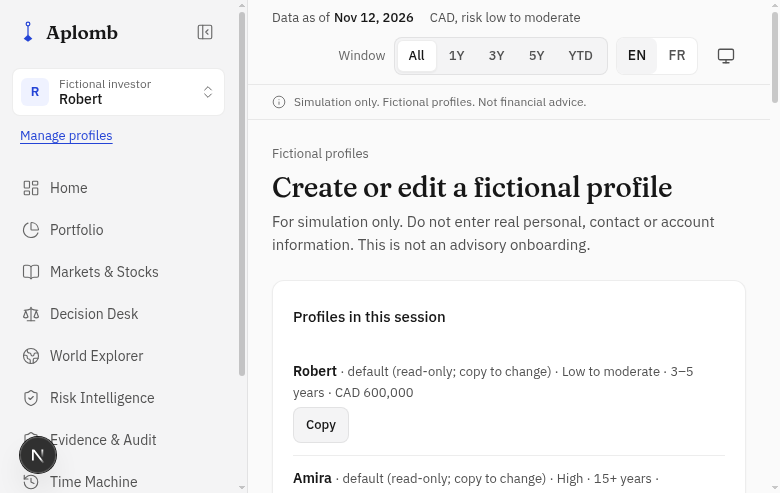 Aplomb
R
Fictional investor
Robert
Manage profiles
Home
Portfolio
Markets & Stocks
Decision Desk
World Explorer
Risk Intelligence
Evidence & Audit
N
Time Machine
Data as of Nov 12, 2026 CAD, risk low to moderate
Window All 1Y 3Y 5Y YTD EN FR
Simulation only. Fictional profiles. Not financial advice.
Fictional profiles
Create or edit a fictional profile
For simulation only. Do not enter real personal, contact or account
information. This is not an advisory onboarding.
Profiles in this session
Robert · default (read-only; copy to change) · Low to moderate · 3–5
years · CAD 600,000
Copy
Amira · default (read-only; copy to change) · High · 15+ years ·